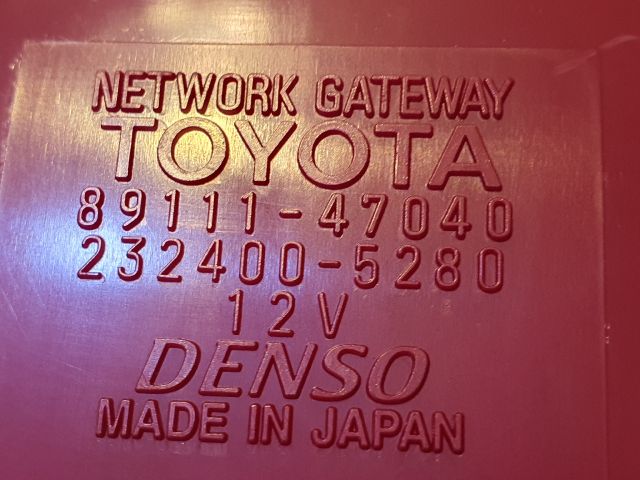 NETWORK GATEWAY
TOYOTA
89111-47040
232400-5280
12V
DENSO
MADE IN JAPAN